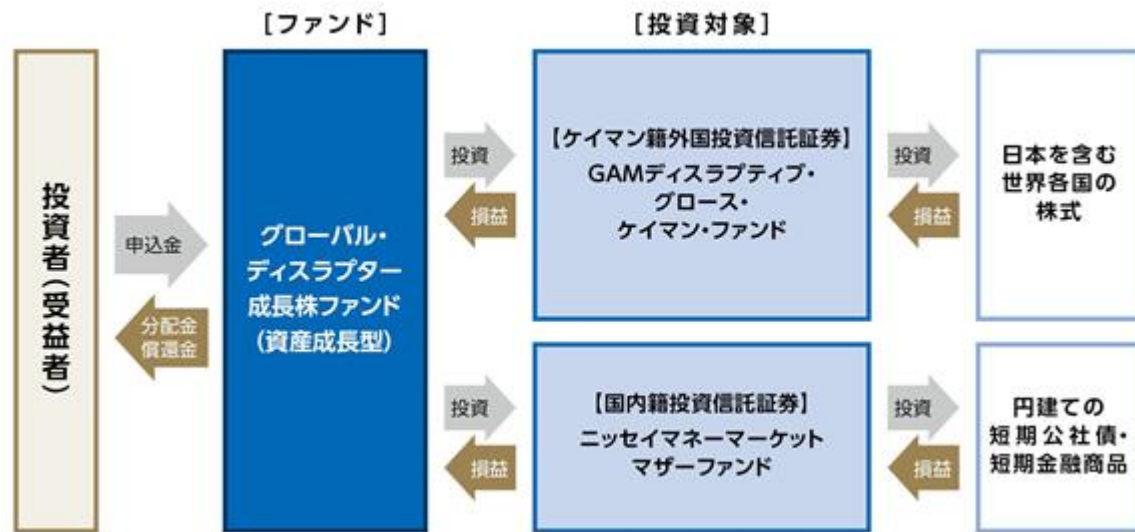 [ファンド]
[投資対象]
投資者(受益者)
申込金
分配金
償還金
グローバル・
ディスラプター
成長株ファンド
(資産成長型)
投資
損益
【ケイマン籍外国投資信託証券】
GAMディスラプティブ・
グロース・
ケイマン・ファンド
投資
損益
日本を含む
世界各国の
株式
投資
損益
【国内籍投資信託証券】
ニッセイマネーマーケット
マザーファンド
投資
損益
円建ての
短期公社債・
短期金融商品